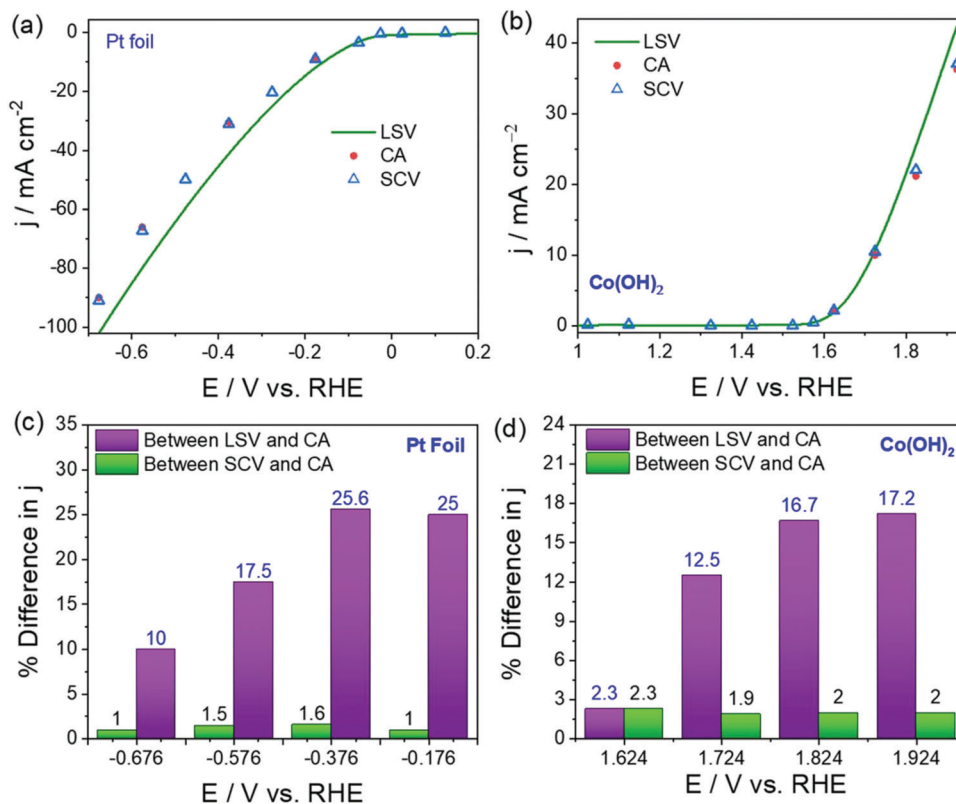 (a)
Pt foil
LSV
CA
SCV
0
-20
-40
-60
-80
-100
j / mA cm⁻²
-0.6 -0.4 -0.2 0 0.2
E / V vs. RHE
(b)
LSV
CA
SCV
Co(OH)₂
40
30
20
10
0
j / mA cm⁻²
1 1.2 1.4 1.6 1.8
E / V vs. RHE
(c)
Between LSV and CA
Between SCV and CA
Pt Foil
35
30
25
20
15
10
5
0
% Difference in j
1 10 1.5 17.5 1.6 25.6 1 25
-0.676 -0.576 -0.376 -0.176
E / V vs. RHE
(d)
Between LSV and CA
Between SCV and CA
Co(OH)₂
24
21
18
15
12
9
6
3
0
% Difference in j
2.3 2.3 12.5 1.9 16.7 2 17.2 2
1.624 1.724 1.824 1.924
E / V vs. RHE